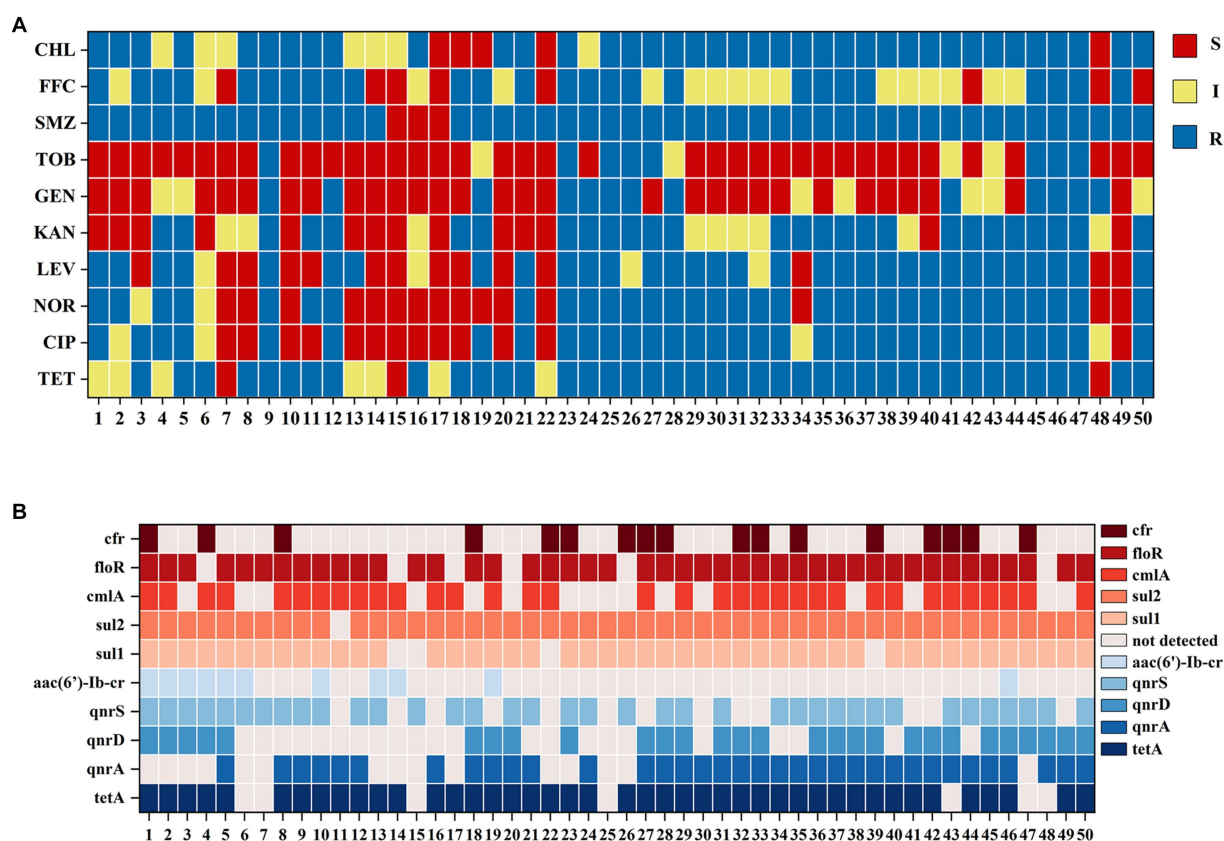 A
CHL
FFC
SMZ
TOB
GEN
KAN
LEV
NOR
CIP
TET
1 2 3 4 5 6 7 8 9 10 11 12 13 14 15 16 17 18 19 20 21 22 23 24 25 26 27 28 29 30 31 32 33 34 35 36 37 38 39 40 41 42 43 44 45 46 47 48 49 50
S
I
R
B
cfr
floR
cmlA
sul2
sul1
aac(6’)-Ib-cr
qnrS
qnrD
qnrA
tetA
1 2 3 4 5 6 7 8 9 10 11 12 13 14 15 16 17 18 19 20 21 22 23 24 25 26 27 28 29 30 31 32 33 34 35 36 37 38 39 40 41 42 43 44 45 46 47 48 49 50
cfr
floR
cmlA
sul2
sul1
not detected
aac(6')-Ib-cr
qnrS
qnrD
qnrA
tetA